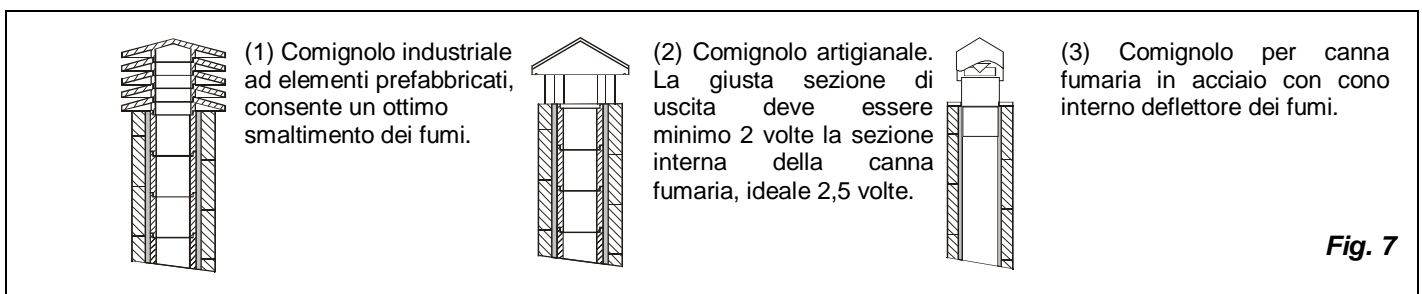 (1) Comignolo industriale
ad elementi prefabbricati,
consente un ottimo
smaltimento dei fumi.
(2) Comignolo artigianale.
La giusta sezione di
uscita deve essere
minimo 2 volte la sezione
interna della canna
fumaria, ideale 2,5 volte.
(3) Comignolo per canna
fumaria in acciaio con cono
interno deflettore dei fumi.
Fig. 7